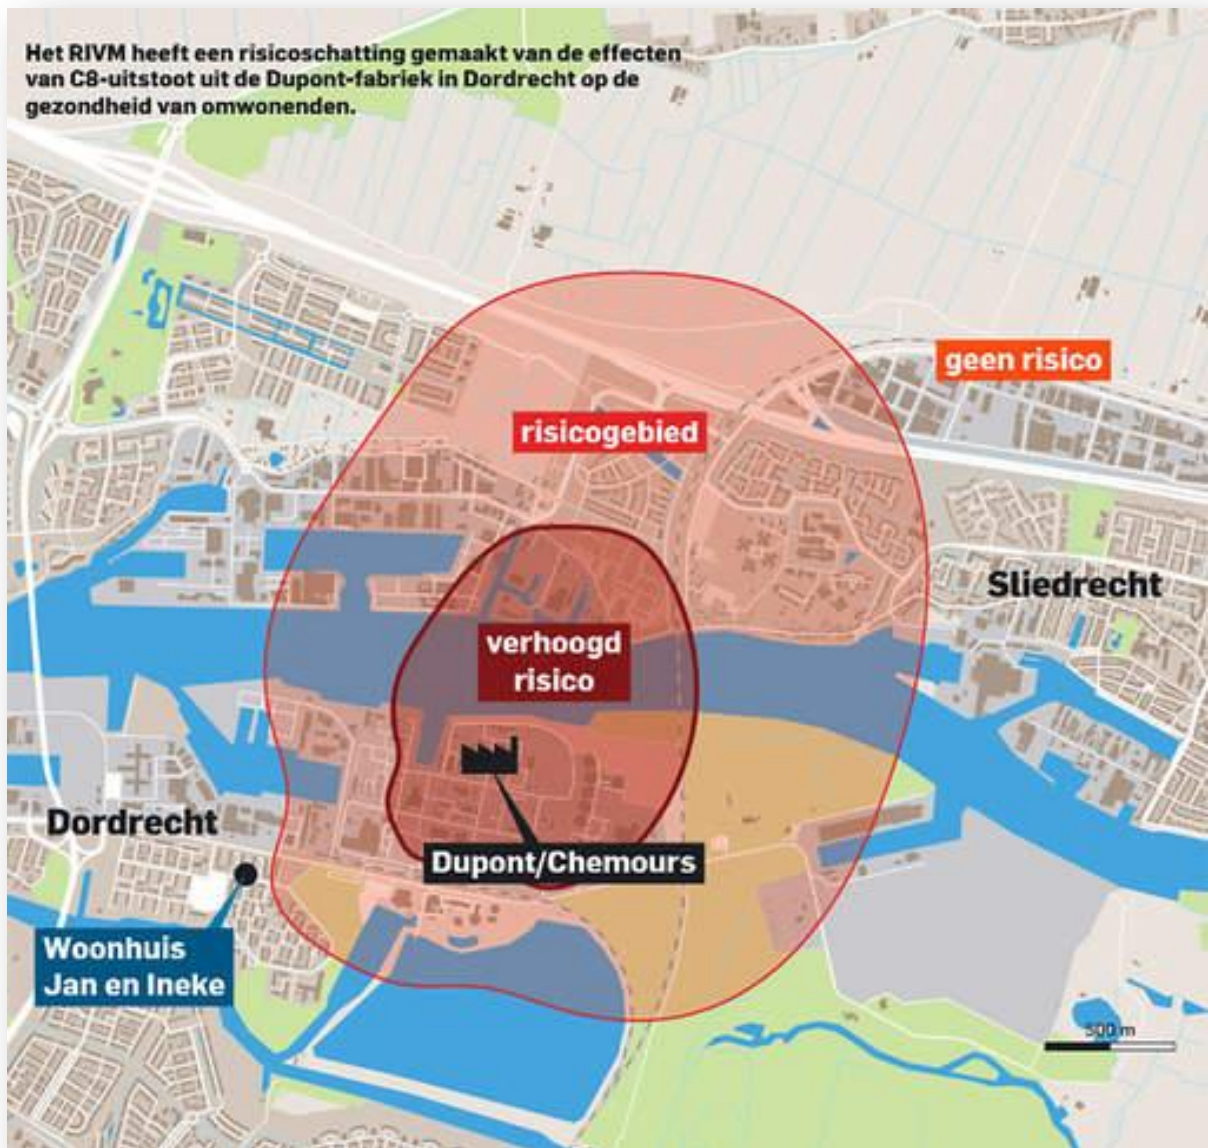 Het RIVM heeft een risicoschatting gemaakt van de effecten
van C8-uitstoot uit de Dupont-fabriek in Dordrecht op de
gezondheid van omwonenden.
geen risico
risicogebied
Sliedrecht
verhoogd
risico
Dordrecht
Dupont/Chemours
Woonhuis
Jan en Ineke
500 m